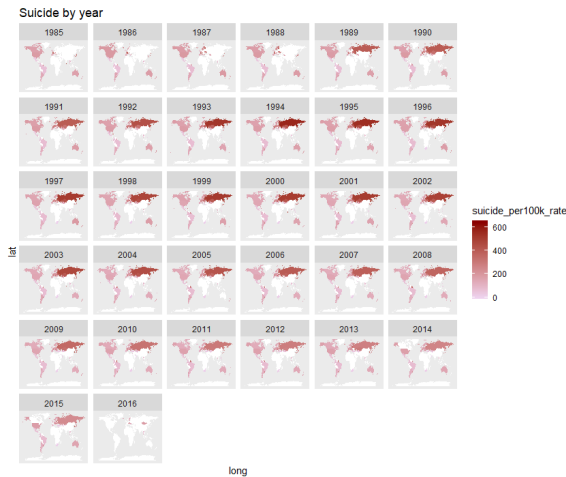 Suicide by year
1985 1986 1987 1988 1989 1990
1991 1992 1993 1994 1995 1996
1997 1998 1999 2000 2001 2002
2003 2004 2005 2006 2007 2008
2009 2010 2011 2012 2013 2014
2015 2016
lat
long
suicide_per100k_rate
600
400
200
0